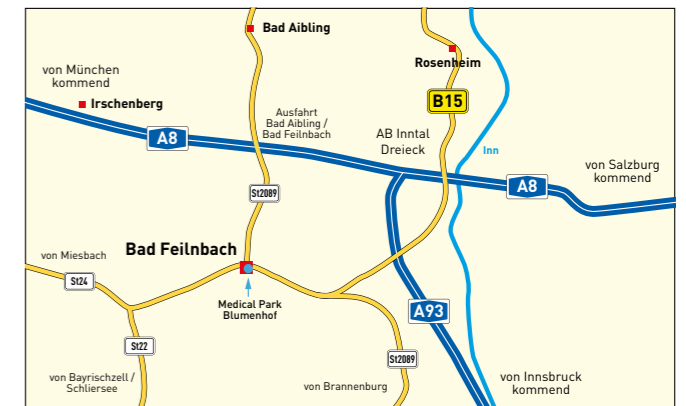 Bad Aibling
Rosenheim
von München
kommend
Irschenberg
B15
Ausfahrt
Bad Aibling /
Bad Feilnbach
A8
AB Inntal
Dreieck
Inn
von Salzburg
kommend
A8
St2089
Bad Feilnbach
von Miesbach
St24
Medical Park
Blumenhof
A93
St22
St2089
von Bayrischzell /
Schliersee
von Brannenburg
von Innsbruck
kommend